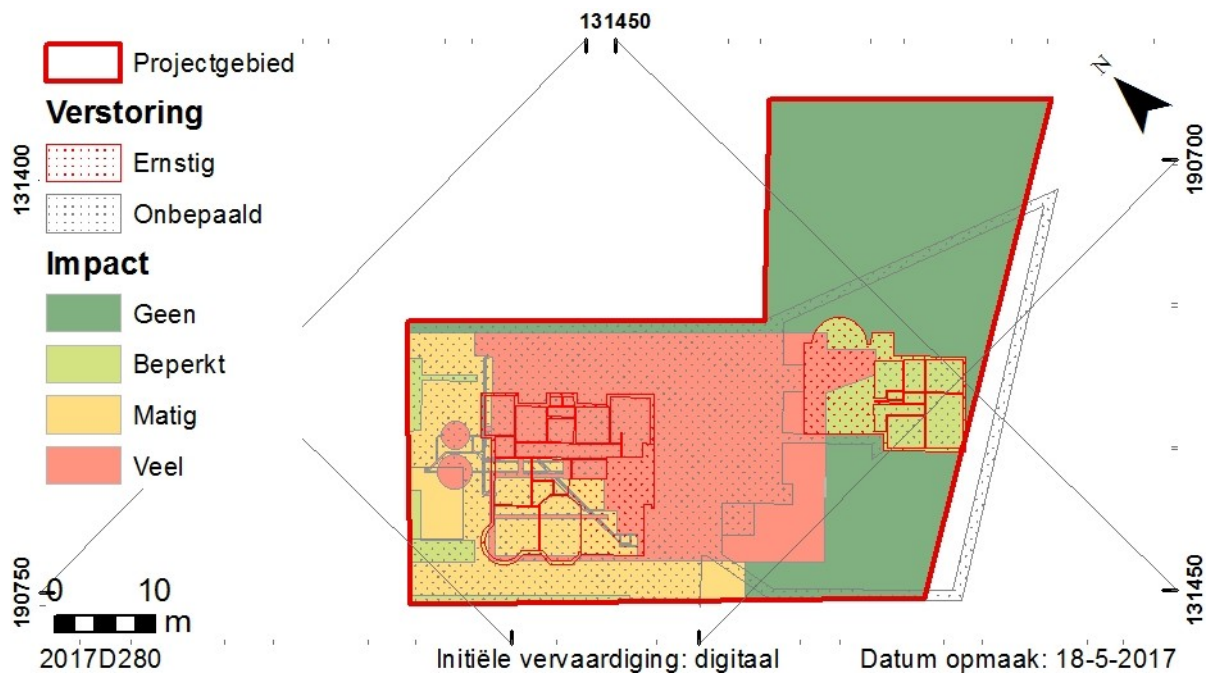 131450
Projectgebied
Verstoring
Ernstig
Onbepaald
Impact
Geen
Beperkt
Matig
Veel
N
131400
190700
190750
131450
0 10
m
2017D280
Initiële vervaardiging: digitaal
Datum opmaak: 18-5-2017